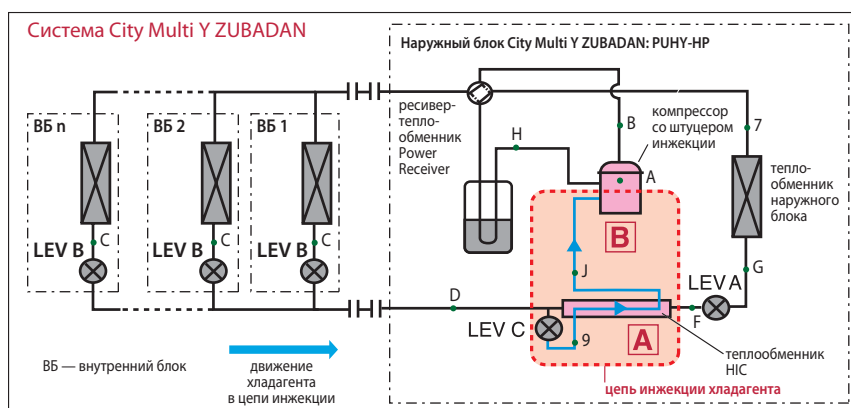 Система City Multi Y ZUBADAN
Наружный блок City Multi Y ZUBADAN: PUHY-HP
ВБ n
ВБ 2
ВБ 1
LEV B
C
LEV B
C
LEV B
C
ресивер-
тепло-
обменник
Power
Receiver
H
B
компрессор
со штуцером
инжекции
A
7
тепло-
обменник
наружного
блока
B
J
G
LEV A
D
F
LEV C
9
A
теплообменник
HIC
цепь инжекции хладагента
ВБ — внутренний блок
движение
хладагента
в цепи инжекции